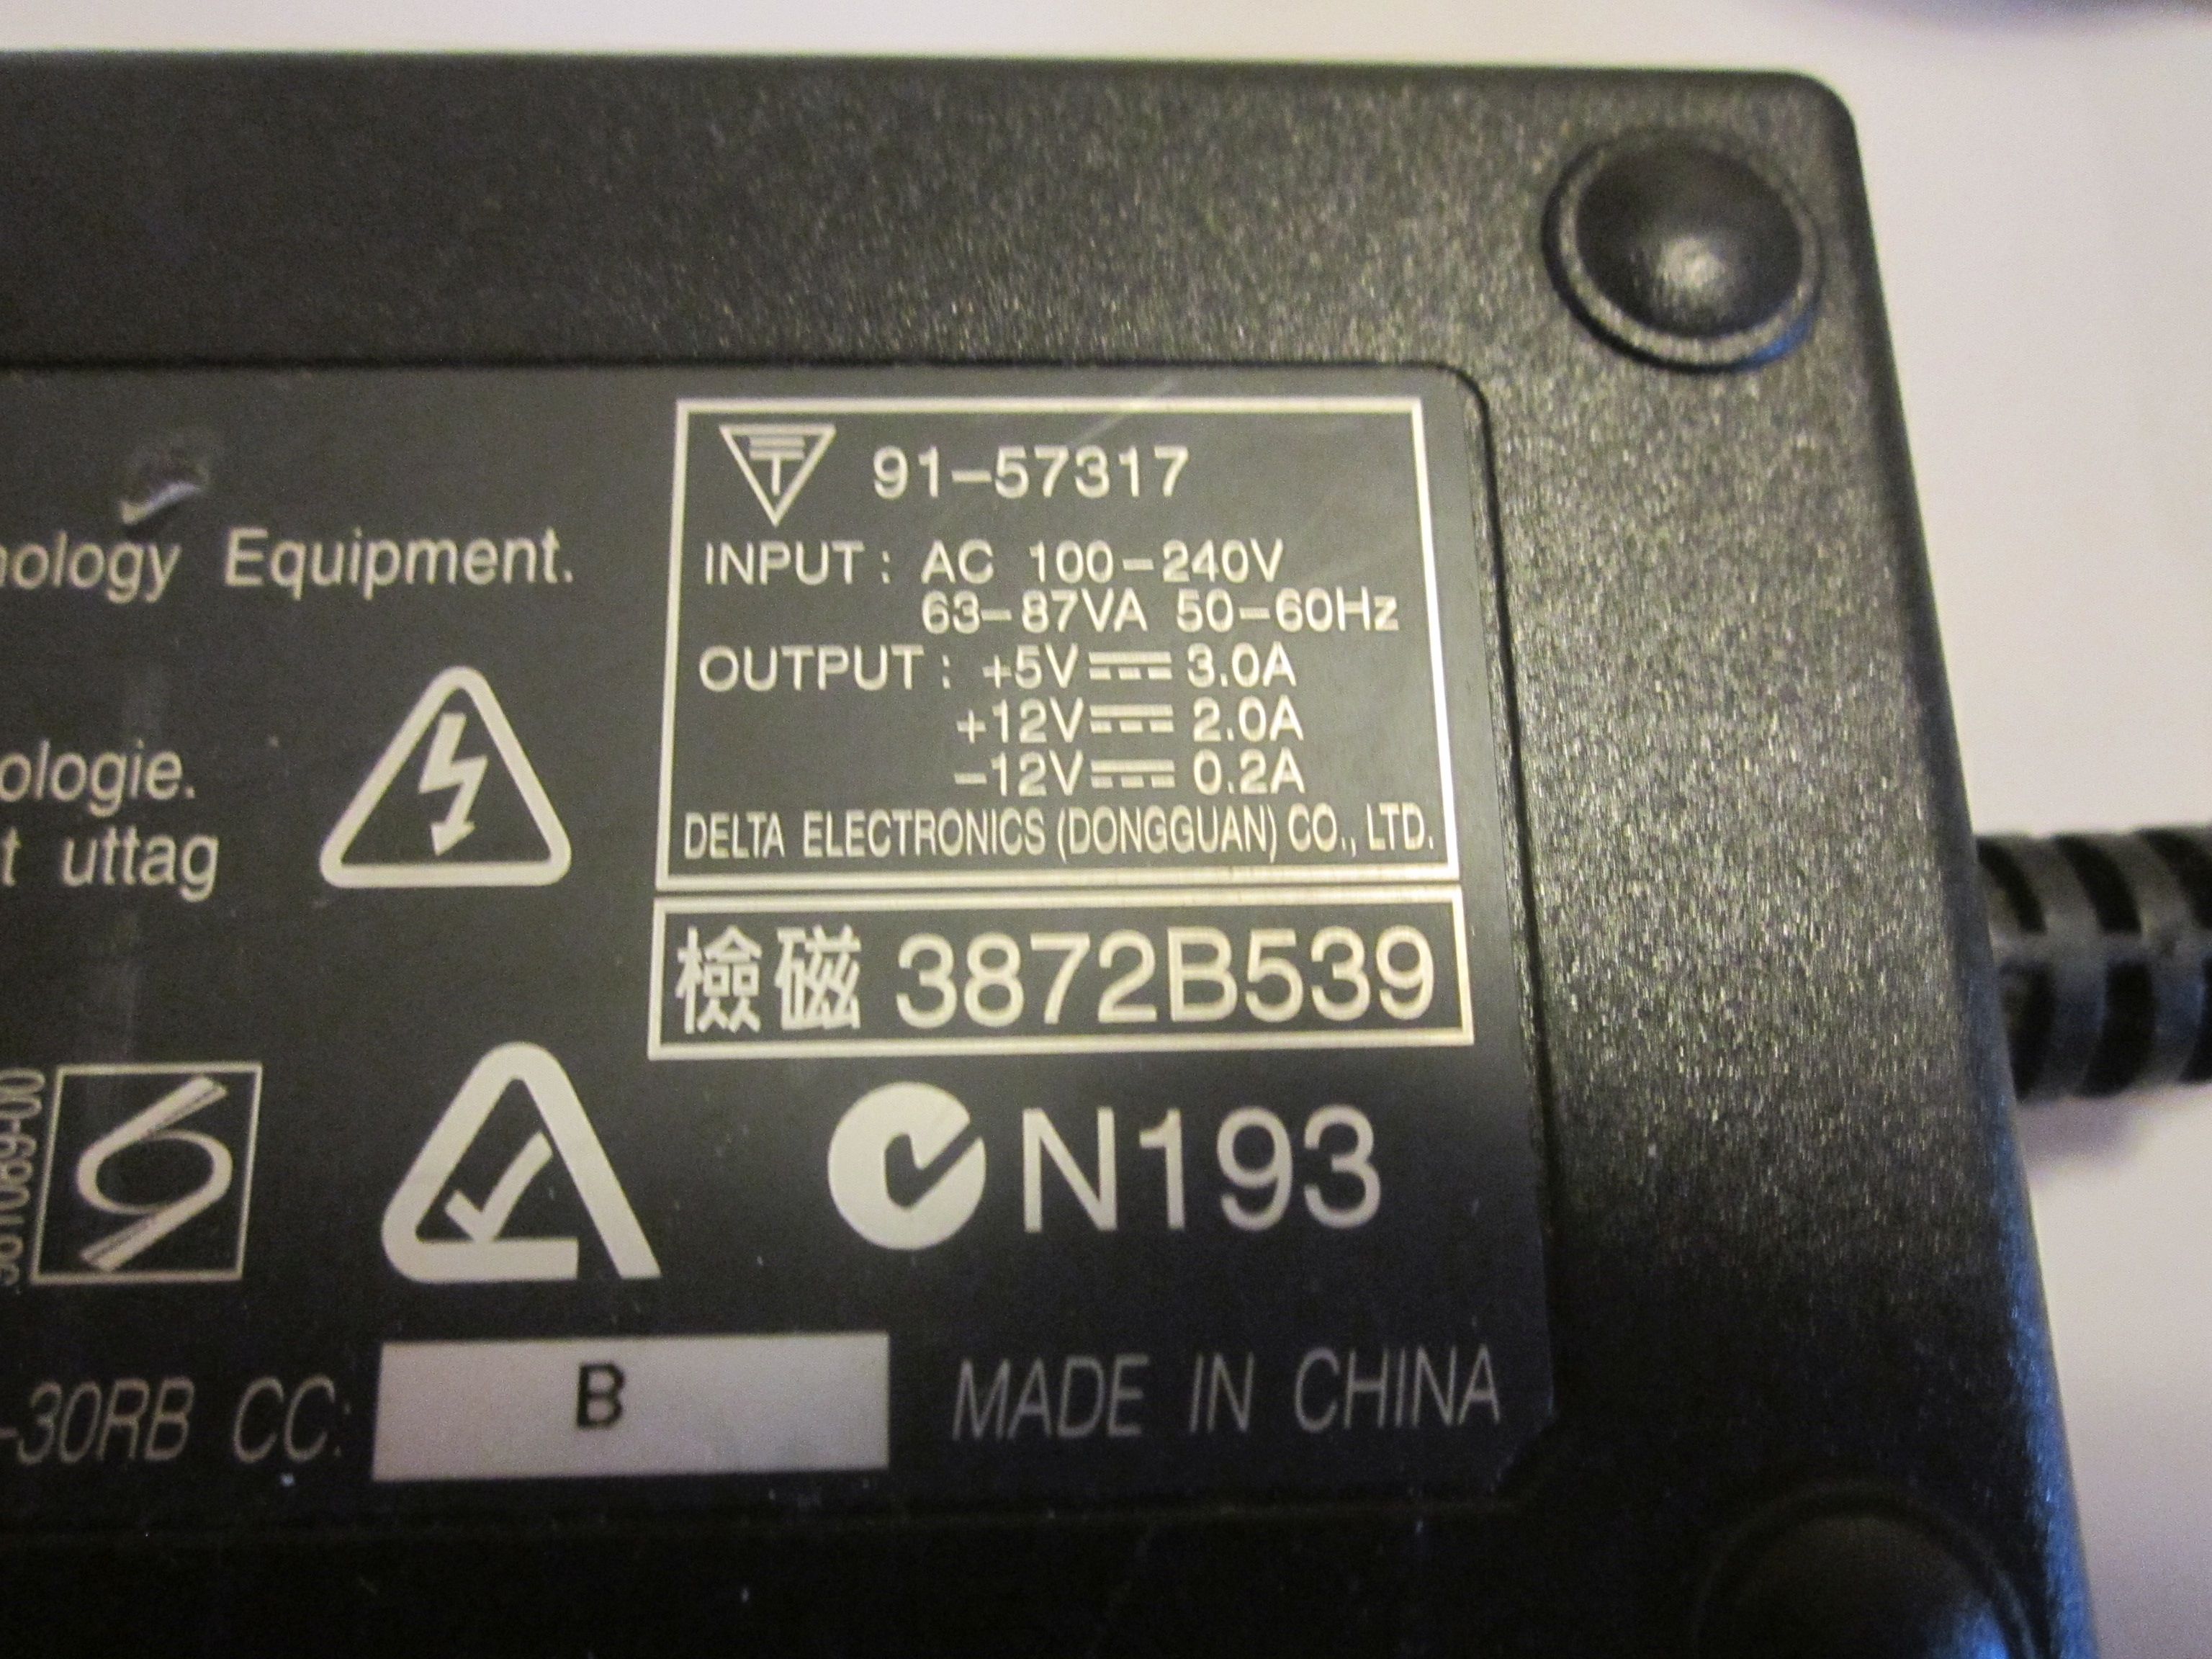 91-57317
INPUT: AC 100-240V
63-87VA 50-60Hz
OUTPUT: +5V 3.0A
+12V 2.0A
-12V 0.2A
DELTA ELECTRONICS (DONGGUAN) CO., LTD.
檢磁 3872B539
N193
nology Equipment.
ologie.
t uttag
-30RB CC: B
MADE IN CHINA